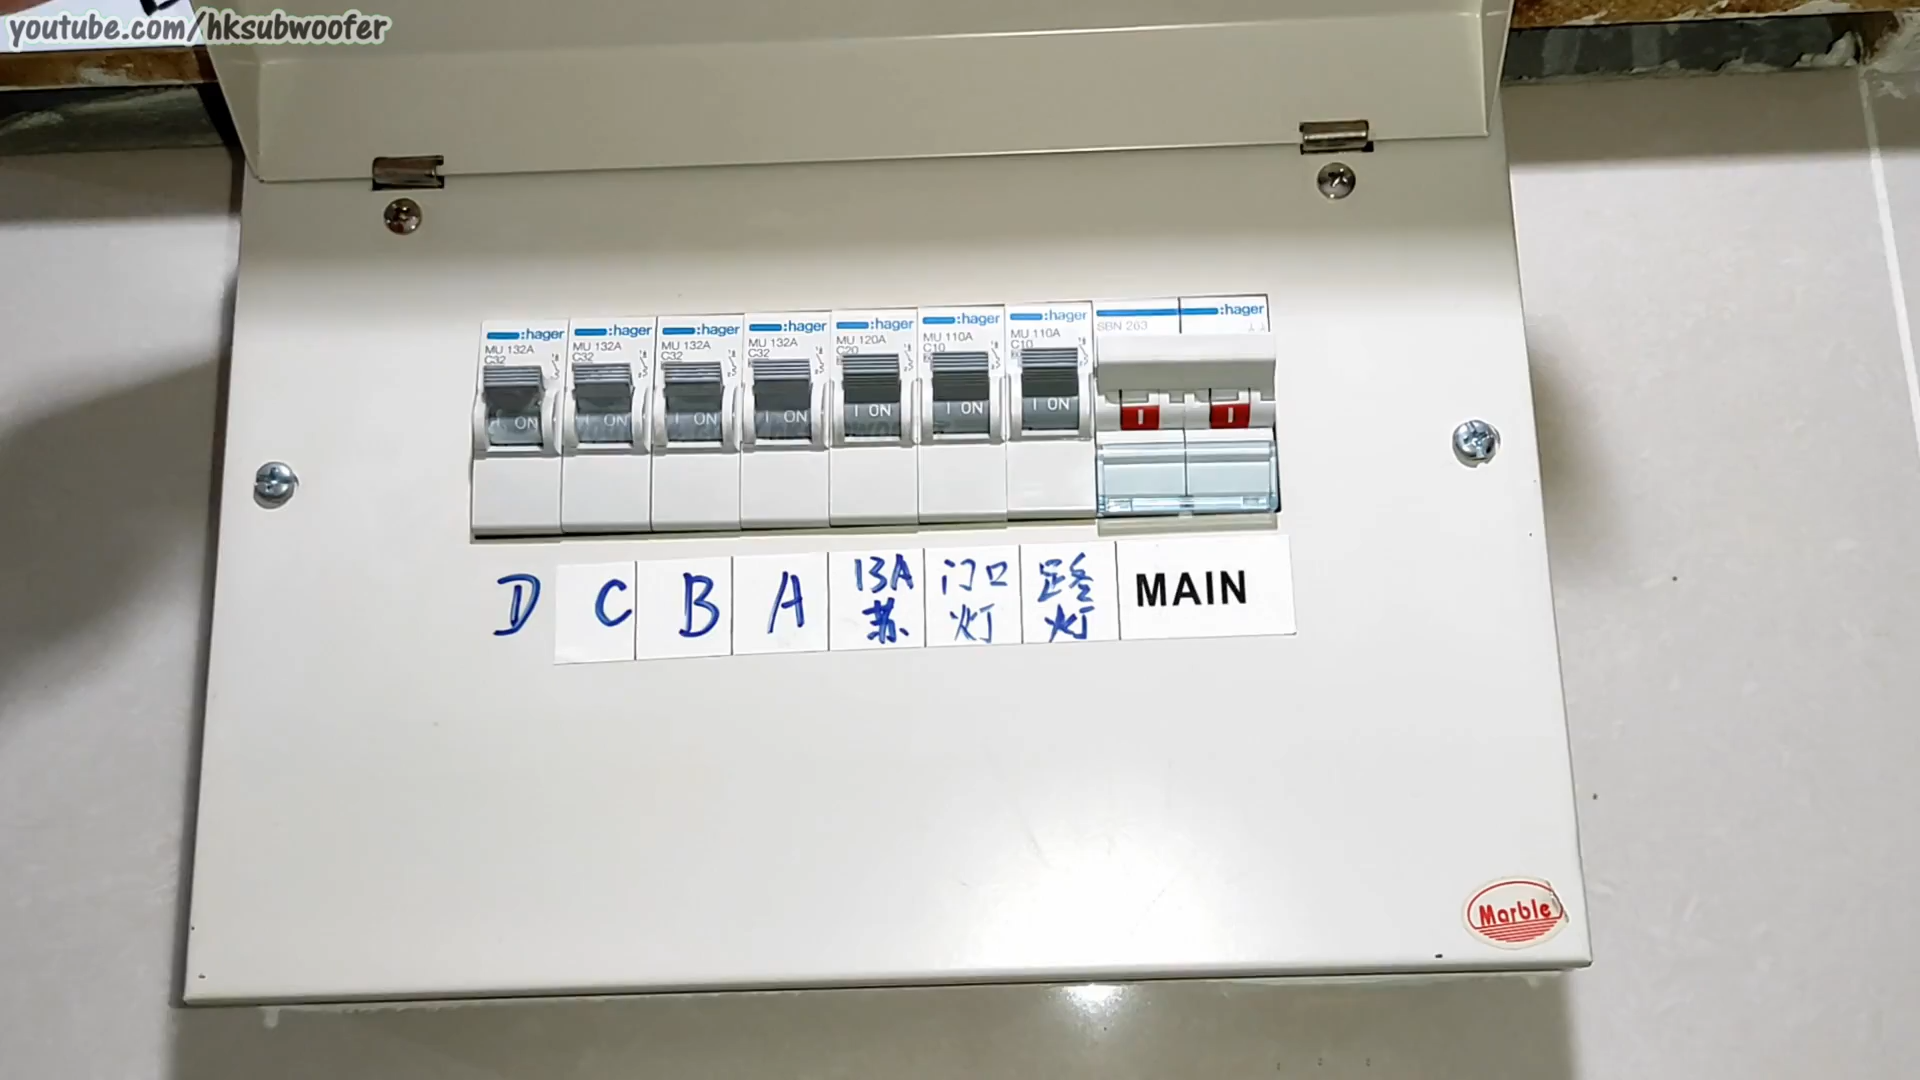 youtube.com/hksubwoofer
:hager
MU 132A
C32
I ON
:hager
MU 132A
C32
I ON
:hager
MU 132A
C32
I ON
:hager
MU 132A
C32
I ON
:hager
MU 120A
C20
I ON
:hager
MU 110A
C10
I ON
:hager
MU 110A
C10
I ON
SBN 263
:hager
I
I
D
C
B
A
13A
苏
门口
灯
路
灯
MAIN
Marble